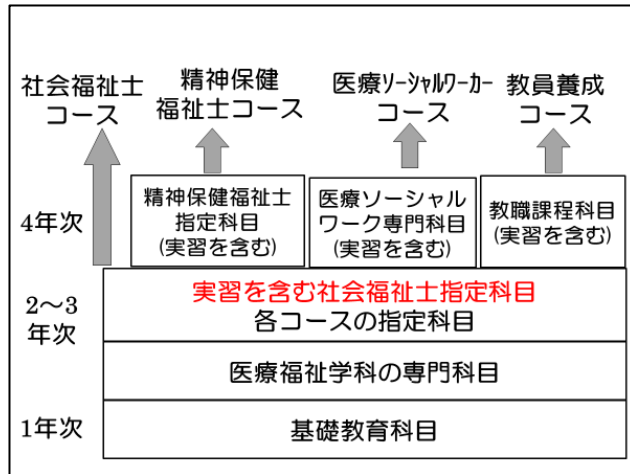 社会福祉士
コース
精神保健
福祉士コース
医療ソーシャルワーカー
コース
教員養成
コース
4年次
精神保健福祉士
指定科目
(実習を含む)
医療ソーシャル
ワーク専門科目
(実習を含む)
教職課程科目
(実習を含む)
2～3
年次
実習を含む社会福祉士指定科目
各コースの指定科目
医療福祉学科の専門科目
1年次
基礎教育科目